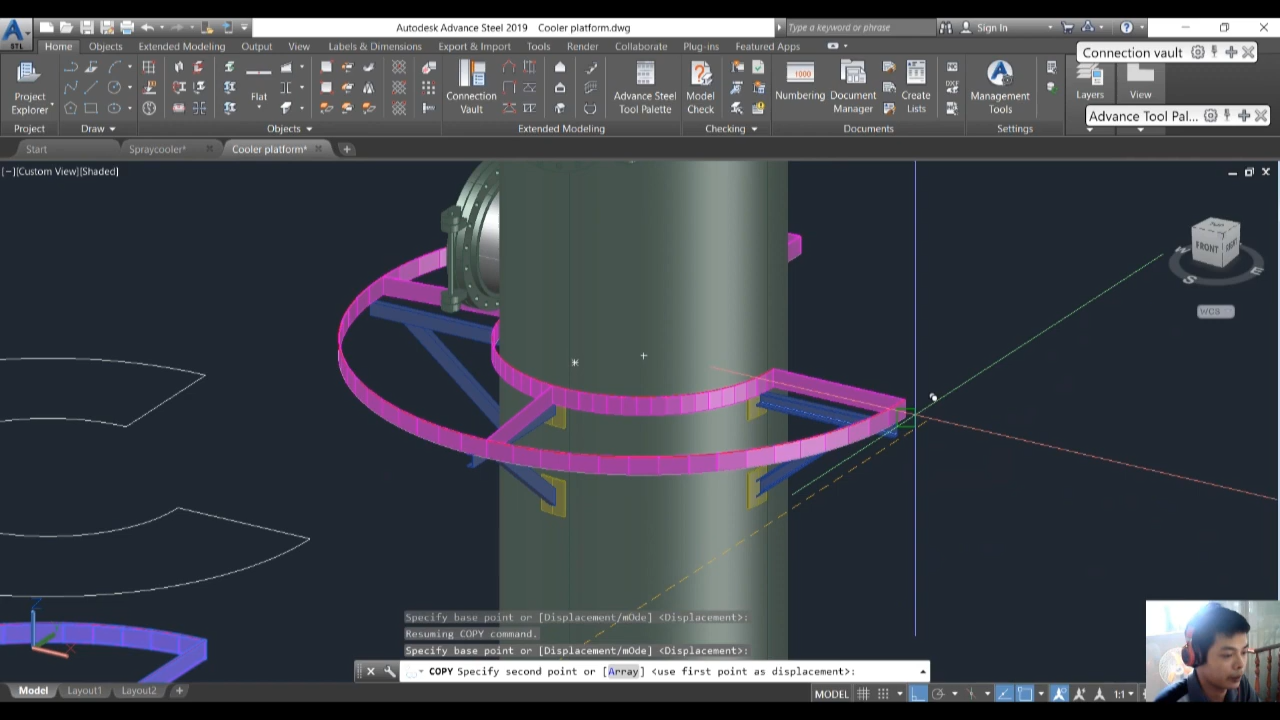 Autodesk Advance Steel 2019 Cooler platform.dwg
Type a keyword or phrase
Sign In
STL
Home Objects Extended Modeling Output View Labels & Dimensions Export & Import Tools Render Collaborate Plug-ins Featured Apps
Connection vault
Project Explorer
Flat
Connection Vault
Advance Steel Tool Palette
Model Check
1000
Numbering
Document Manager
Create Lists
Management Tools
Layers
View
Advance Tool Pal...
Project Draw Objects Extended Modeling Checking Documents Settings
Start Spraycooler* Cooler platform*
[−][Custom View][Shaded]
FRONT
S
E
WCS
Z
X
Specify base point or [Displacement/mOde] <Displacement>:
Resuming COPY command.
Specify base point or [Displacement/mOde] <Displacement>:
COPY Specify second point or [Array] <use first point as displacement>:
Model Layout1 Layout2
MODEL
1:1